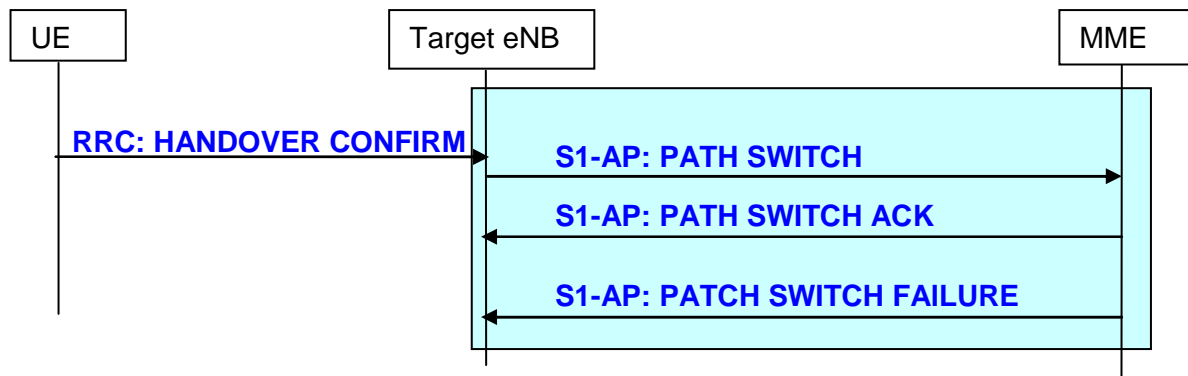 UE
Target eNB
MME
RRC: HANDOVER CONFIRM
S1-AP: PATH SWITCH
S1-AP: PATH SWITCH ACK
S1-AP: PATCH SWITCH FAILURE